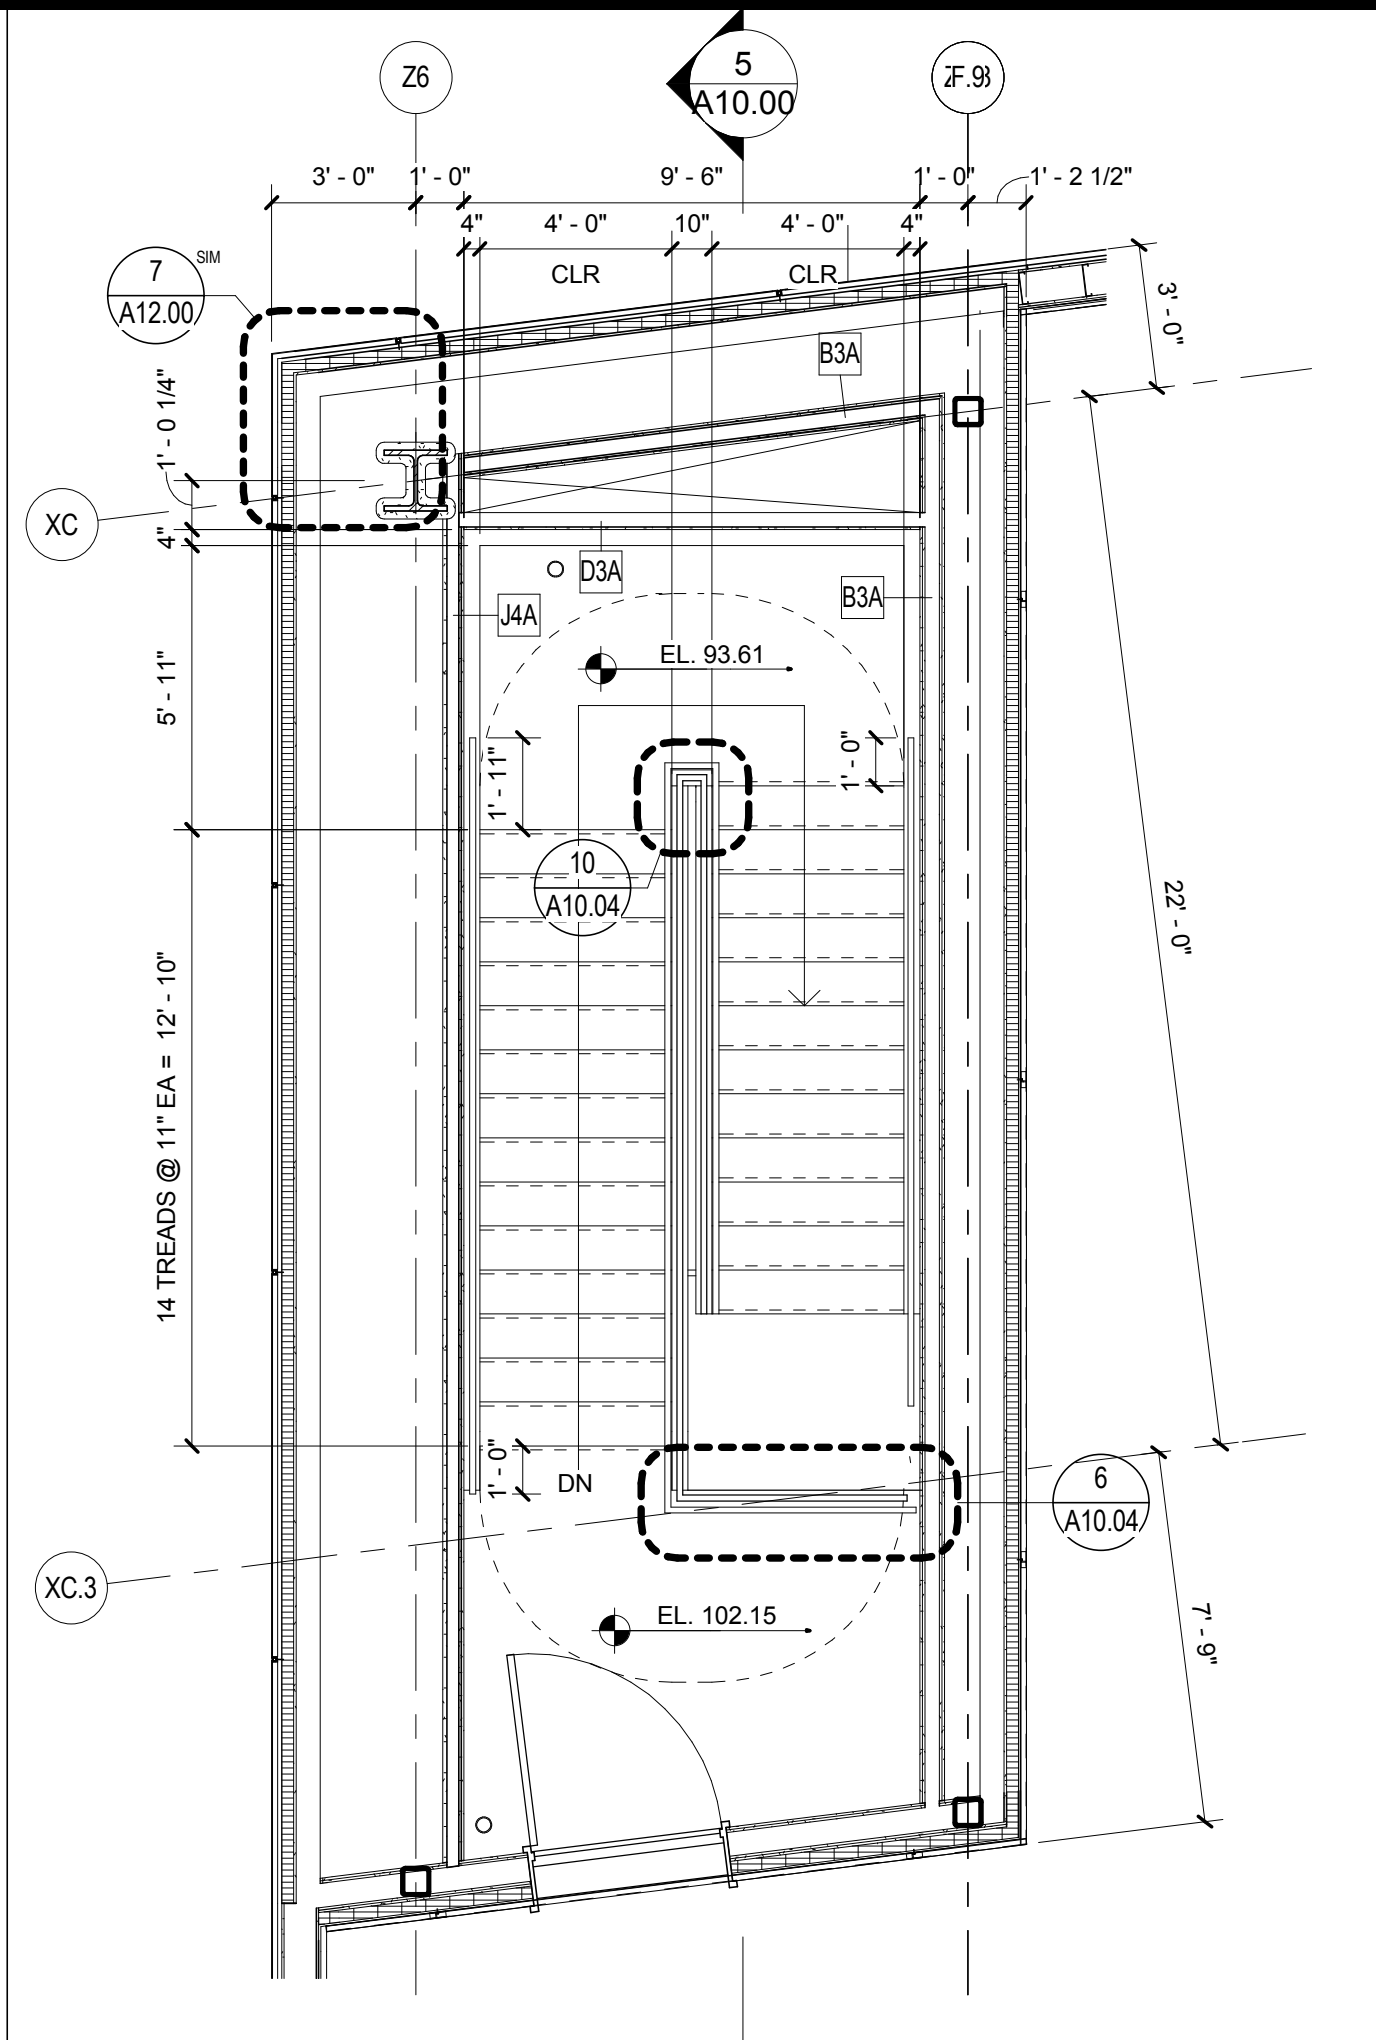 Z6
5
A10.00
3' - 0"
1' - 0"
9' - 6"
1' - 0"
1' - 2 1/2"
4"
4' - 0"
10"
4' - 0"
4"
CLR
CLR
7
SIM
A12.00
3' - 0"
B3A
1' - 0 1/4"
XC
4"
D3A
J4A
B3A
EL. 93.61
5' - 11"
1' - 11"
1' - 0"
10
A10.04
22' - 0"
14 TREADS @ 11" EA = 12' - 10"
1' - 0"
DN
6
A10.04
XC.3
EL. 102.15
7' - 9"